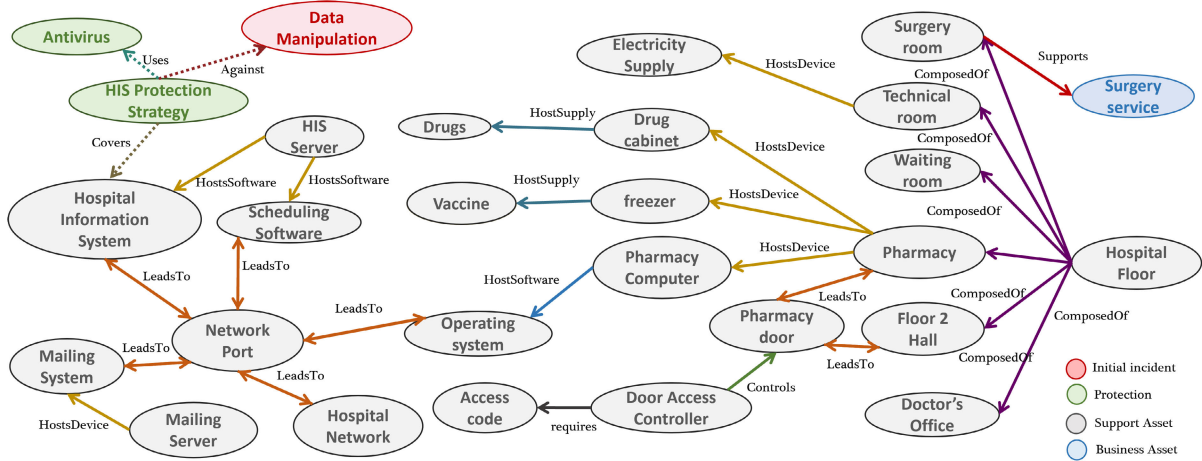 Antivirus
Data
Manipulation
Uses
Against
HIS Protection
Strategy
Covers
HIS
Server
HostsSoftware
HostsSoftware
Hospital
Information
System
Scheduling
Software
LeadsTo
LeadsTo
Network
Port
LeadsTo
Mailing
System
LeadsTo
LeadsTo
HostsDevice
Mailing
Server
Hospital
Network
Electricity
Supply
HostsDevice
Drugs
HostSupply
Drug
cabinet
HostsDevice
Vaccine
HostSupply
freezer
HostsDevice
Pharmacy
Computer
HostsDevice
HostSoftware
Operating
system
Pharmacy
LeadsTo
Pharmacy
door
LeadsTo
Floor 2
Hall
Access
code
requires
Door Access
Controller
Controls
Surgery
room
Supports
Surgery
service
ComposedOf
Technical
room
ComposedOf
Waiting
room
ComposedOf
Hospital
Floor
ComposedOf
ComposedOf
ComposedOf
Doctor's
Office
Initial incident
Protection
Support Asset
Business Asset